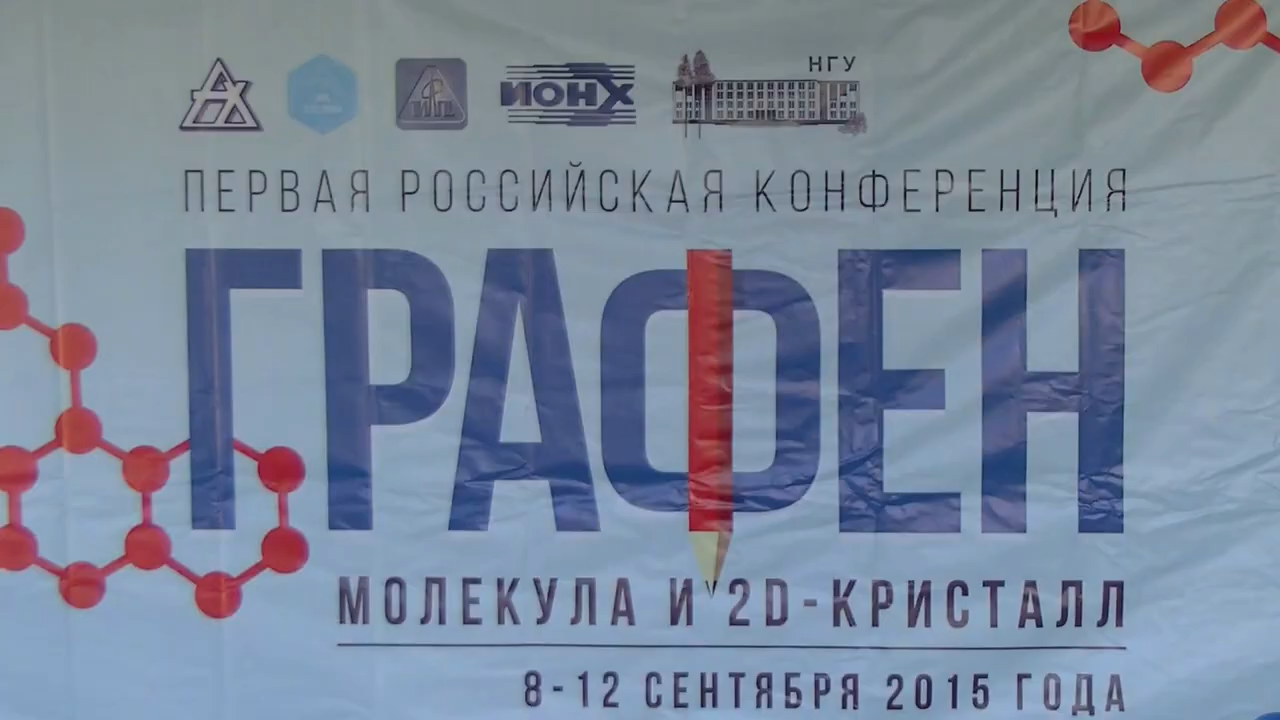 ИОНХ
НГУ
ПЕРВАЯ РОССИЙСКАЯ КОНФЕРЕНЦИЯ
ГРАФЕН
МОЛЕКУЛА И 2D-КРИСТАЛЛ
8-12 СЕНТЯБРЯ 2015 ГОДА